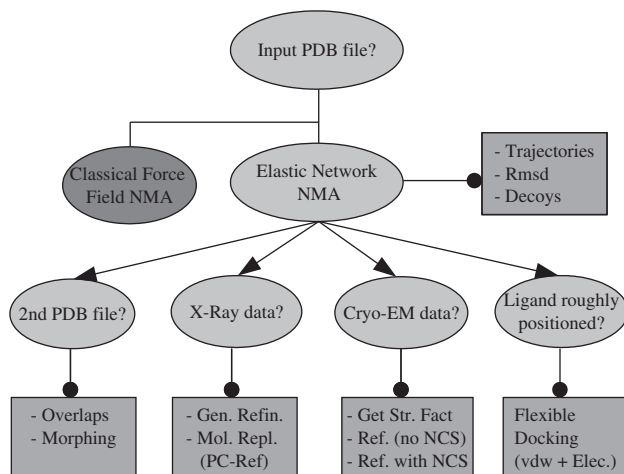 Input PDB file?
Classical Force
Field NMA
Elastic Network
NMA
- Trajectories
- Rmsd
- Decoys
2nd PDB file?
X-Ray data?
Cryo-EM data?
Ligand roughly
positioned?
- Overlaps
- Morphing
- Gen. Refin.
- Mol. Repl.
(PC-Ref)
- Get Str. Fact
- Ref. (no NCS)
- Ref. with NCS
Flexible
Docking
(vdw + Elec.)